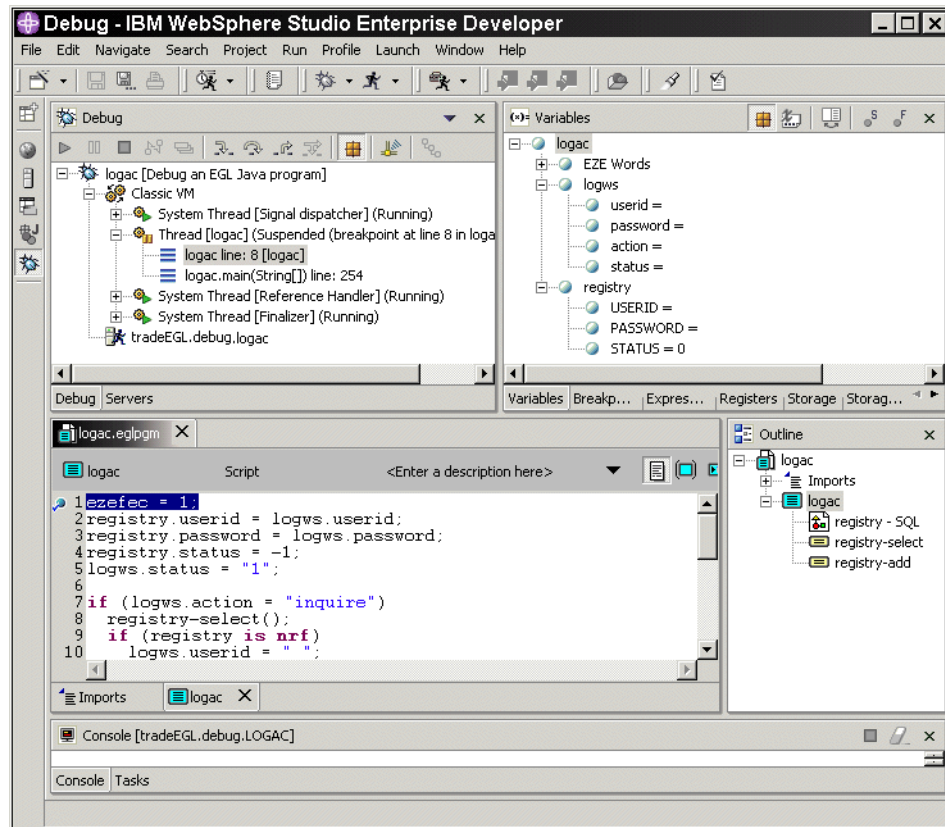 Debug - IBM WebSphere Studio Enterprise Developer
File Edit Navigate Search Project Run Profile Launch Window Help
Debug
logac [Debug an EGL Java program]
Classic VM
System Thread [Signal dispatcher] (Running)
Thread [logac] (Suspended (breakpoint at line 8 in loga
logac line: 8 [logac]
logac.main(String[]) line: 254
System Thread [Reference Handler] (Running)
System Thread [Finalizer] (Running)
tradeEGL.debug.logac
Debug Servers
(x)= Variables
S F
logac
EZE Words
logws
userid =
password =
action =
status =
registry
USERID =
PASSWORD =
STATUS = 0
Variables Breakp... Expres... Registers Storage Storag...
logac.eglpgm
logac Script <Enter a description here>
1 ezefec = 1;
2 registry.userid = logws.userid;
3 registry.password = logws.password;
4 registry.status = -1;
5 logws.status = "1";
6
7 if (logws.action = "inquire")
8 registry-select();
9 if (registry is nrf)
10 logws.userid = " ";
Imports logac
Outline
logac
Imports
logac
registry - SQL
registry-select
registry-add
Console [tradeEGL.debug.LOGAC]
Console Tasks